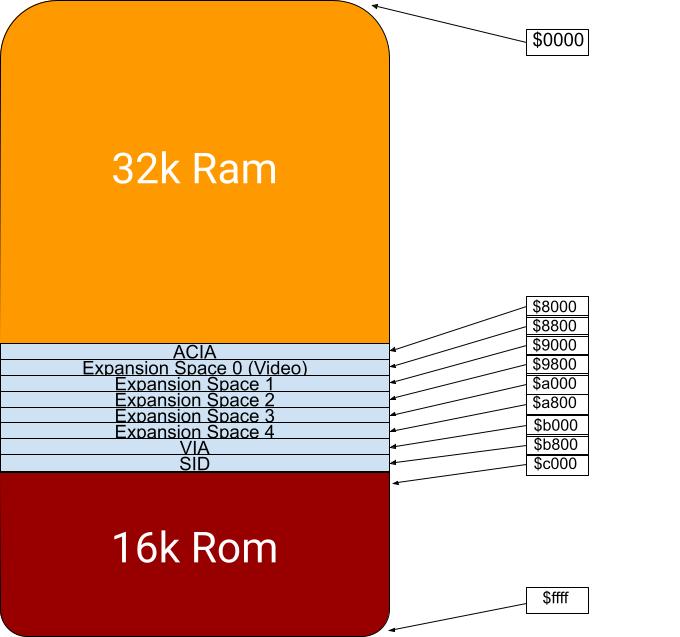 $0000
32k Ram
$8000
$8800
$9000
$9800
$a000
$a800
$b000
$b800
$c000
ACIA
Expansion Space 0 (Video)
Expansion Space 1
Expansion Space 2
Expansion Space 3
Expansion Space 4
VIA
SID
16k Rom
$ffff